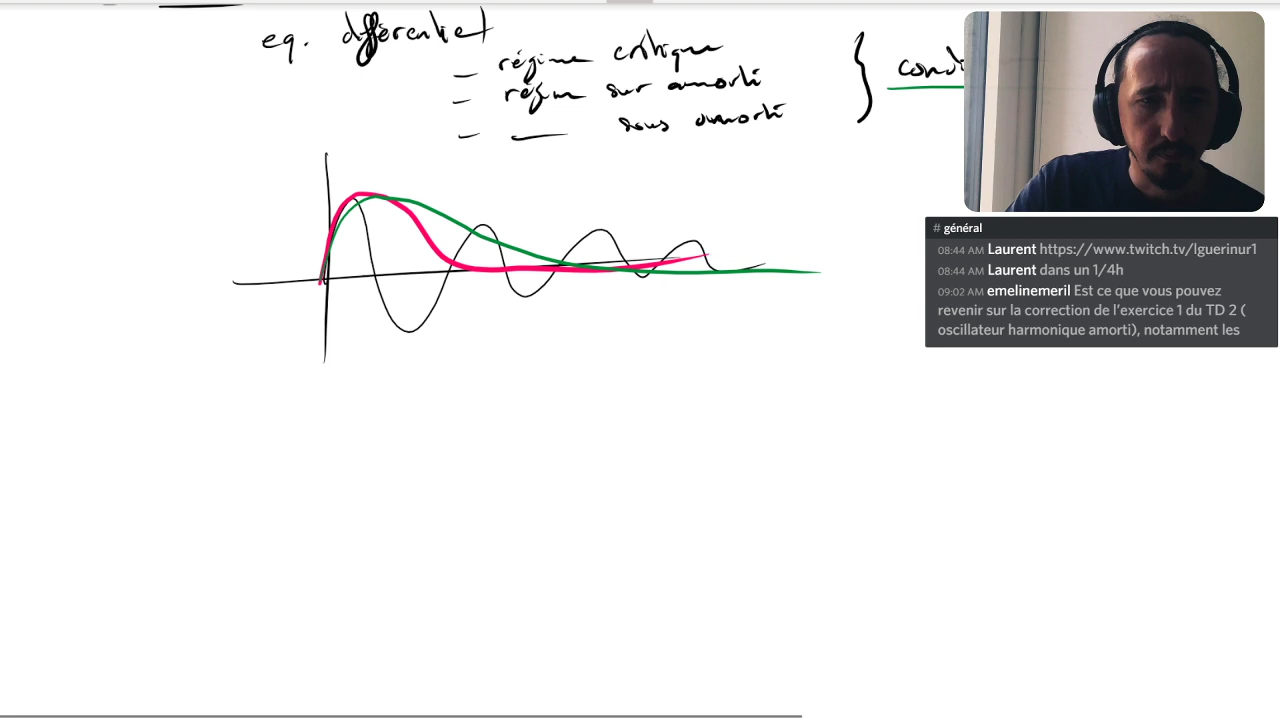 eq. différentiel
– régime critique
– régim sur amorti
– — sous amorti
} condi
# général
08:44 AM Laurent https://www.twitch.tv/lguerinur1
08:44 AM Laurent dans un 1/4h
09:02 AM emelinemeril Est ce que vous pouvez
revenir sur la correction de l'exercice 1 du TD 2 (
oscillateur harmonique amorti), notamment les